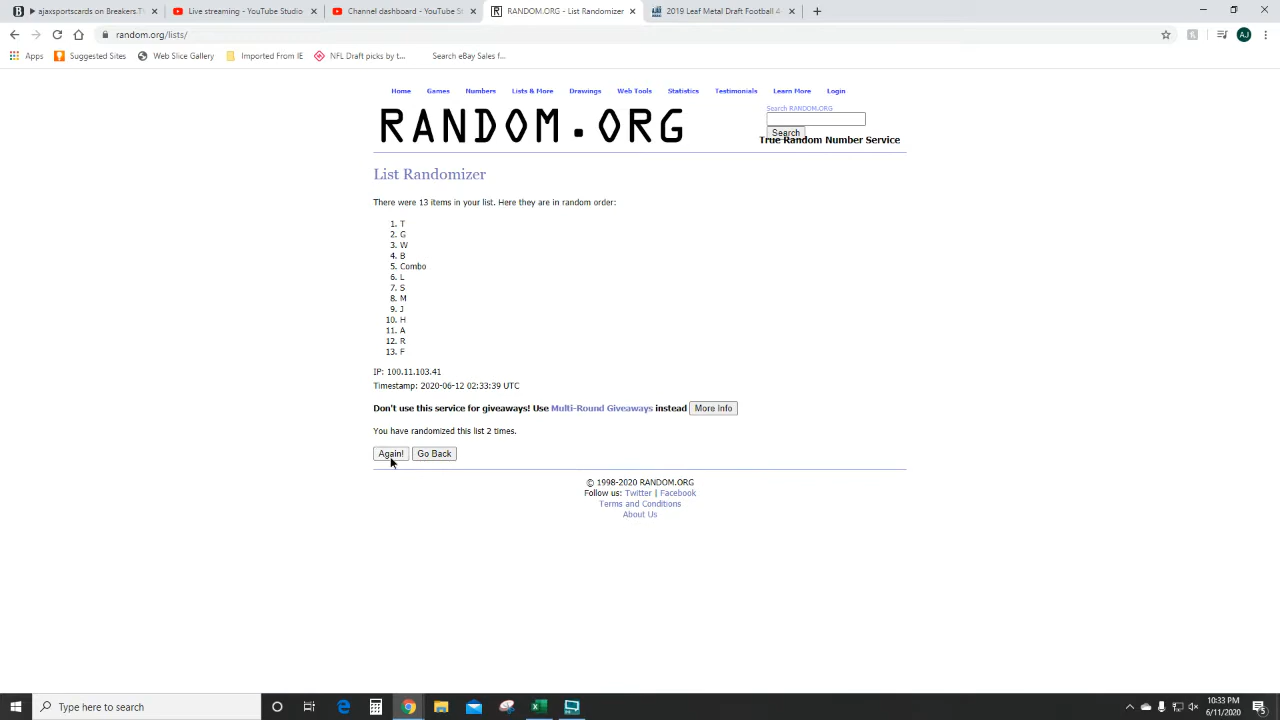 ajaxsportscards on Breakers.T
Live streaming - YouTube Studio
Channel dashboard - YouTube St
RANDOM.ORG - List Randomizer
2019 Leaf Metal Draft Football 4
random.org/lists/
AJ
Apps
Suggested Sites
Web Slice Gallery
Imported From IE
NFL Draft picks by t...
Search eBay Sales f...
Home Games Numbers Lists & More Drawings Web Tools Statistics Testimonials Learn More Login
RANDOM.ORG
Search RANDOM.ORG
Search
True Random Number Service
List Randomizer
There were 13 items in your list. Here they are in random order:
1. T
2. G
3. W
4. B
5. Combo
6. L
7. S
8. M
9. J
10. H
11. A
12. R
13. F
IP: 100.11.103.41
Timestamp: 2020-06-12 02:33:39 UTC
Don't use this service for giveaways! Use Multi-Round Giveaways instead More Info
You have randomized this list 2 times.
Again! Go Back
© 1998-2020 RANDOM.ORG
Follow us: Twitter | Facebook
Terms and Conditions
About Us
Type here to search
10:33 PM
6/11/2020